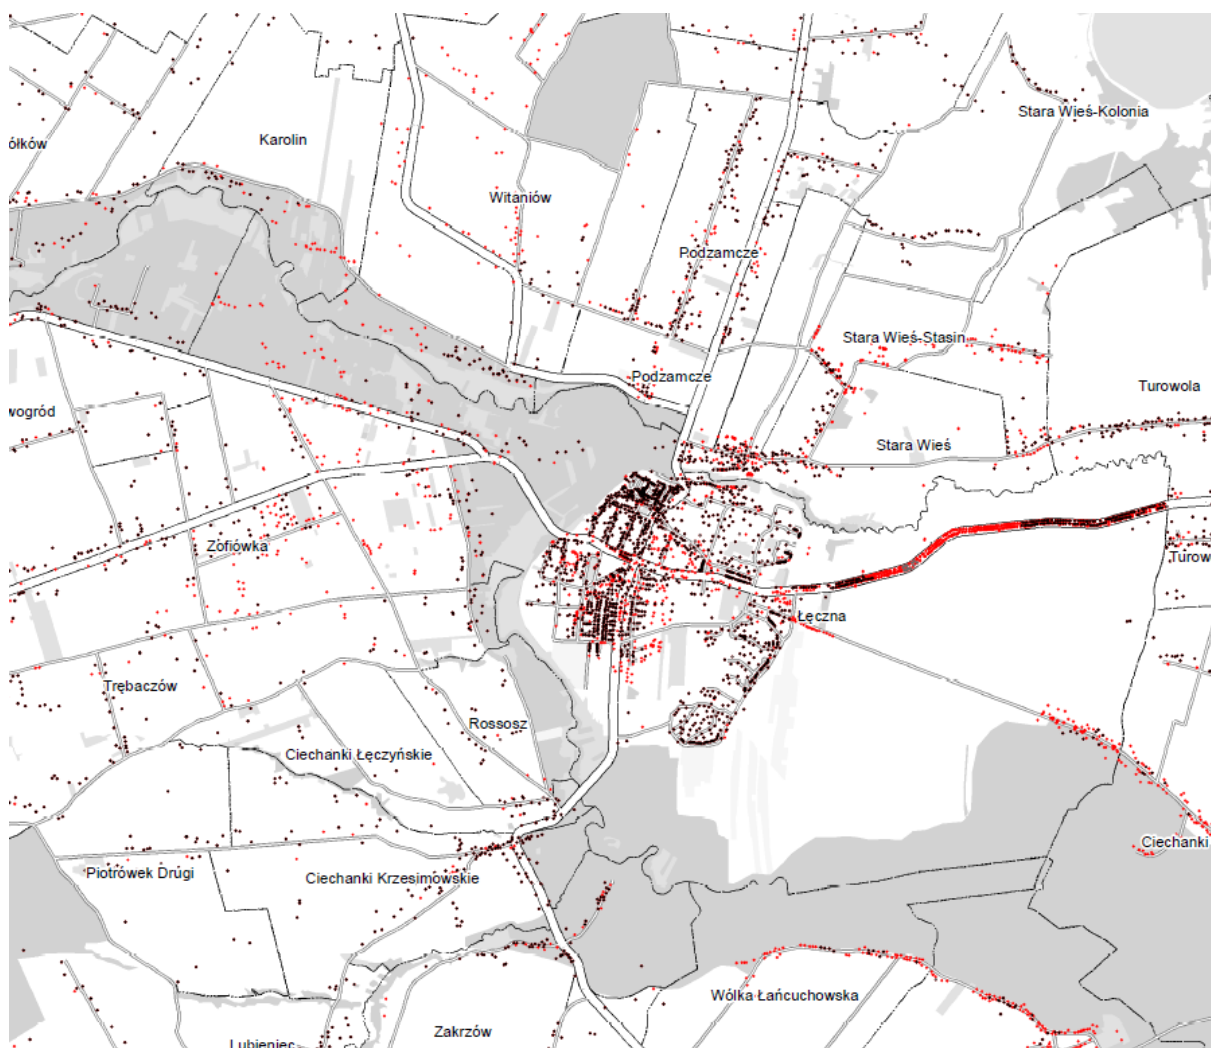 Stara Wieś-Kolonia
Karolin
ółków
Witaniów
Podzamcze
Stara Wieś-Stasin
Podzamcze
Turowola
wogród
Stara Wieś
Zofiówka
Turow
Łęczna
Trębaczów
Rossosz
Ciechanki Łęczyńskie
Ciechanki
Piotrówek Drugi
Ciechanki Krzesimowskie
Wólka Łańcuchowska
Zakrzów
Lubieniec